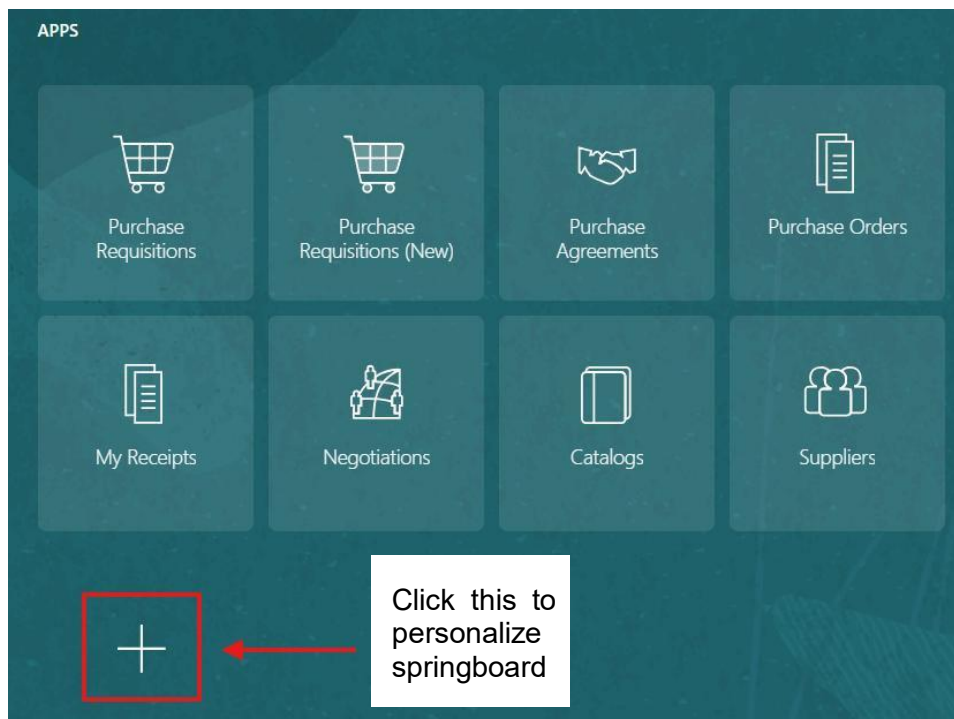 APPS
Purchase
Requisitions
Purchase
Requisitions (New)
Purchase
Agreements
Purchase Orders
My Receipts
Negotiations
Catalogs
Suppliers
Click this to
personalize
springboard